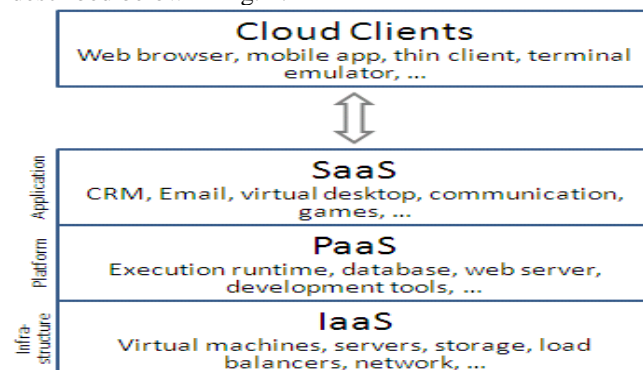 Cloud Clients
Web browser, mobile app, thin client, terminal
emulator, ...
Application
SaaS
CRM, Email, virtual desktop, communication,
games, ...
Platform
PaaS
Execution runtime, database, web server,
development tools, ...
Infra-
structure
IaaS
Virtual machines, servers, storage, load
balancers, network, ...